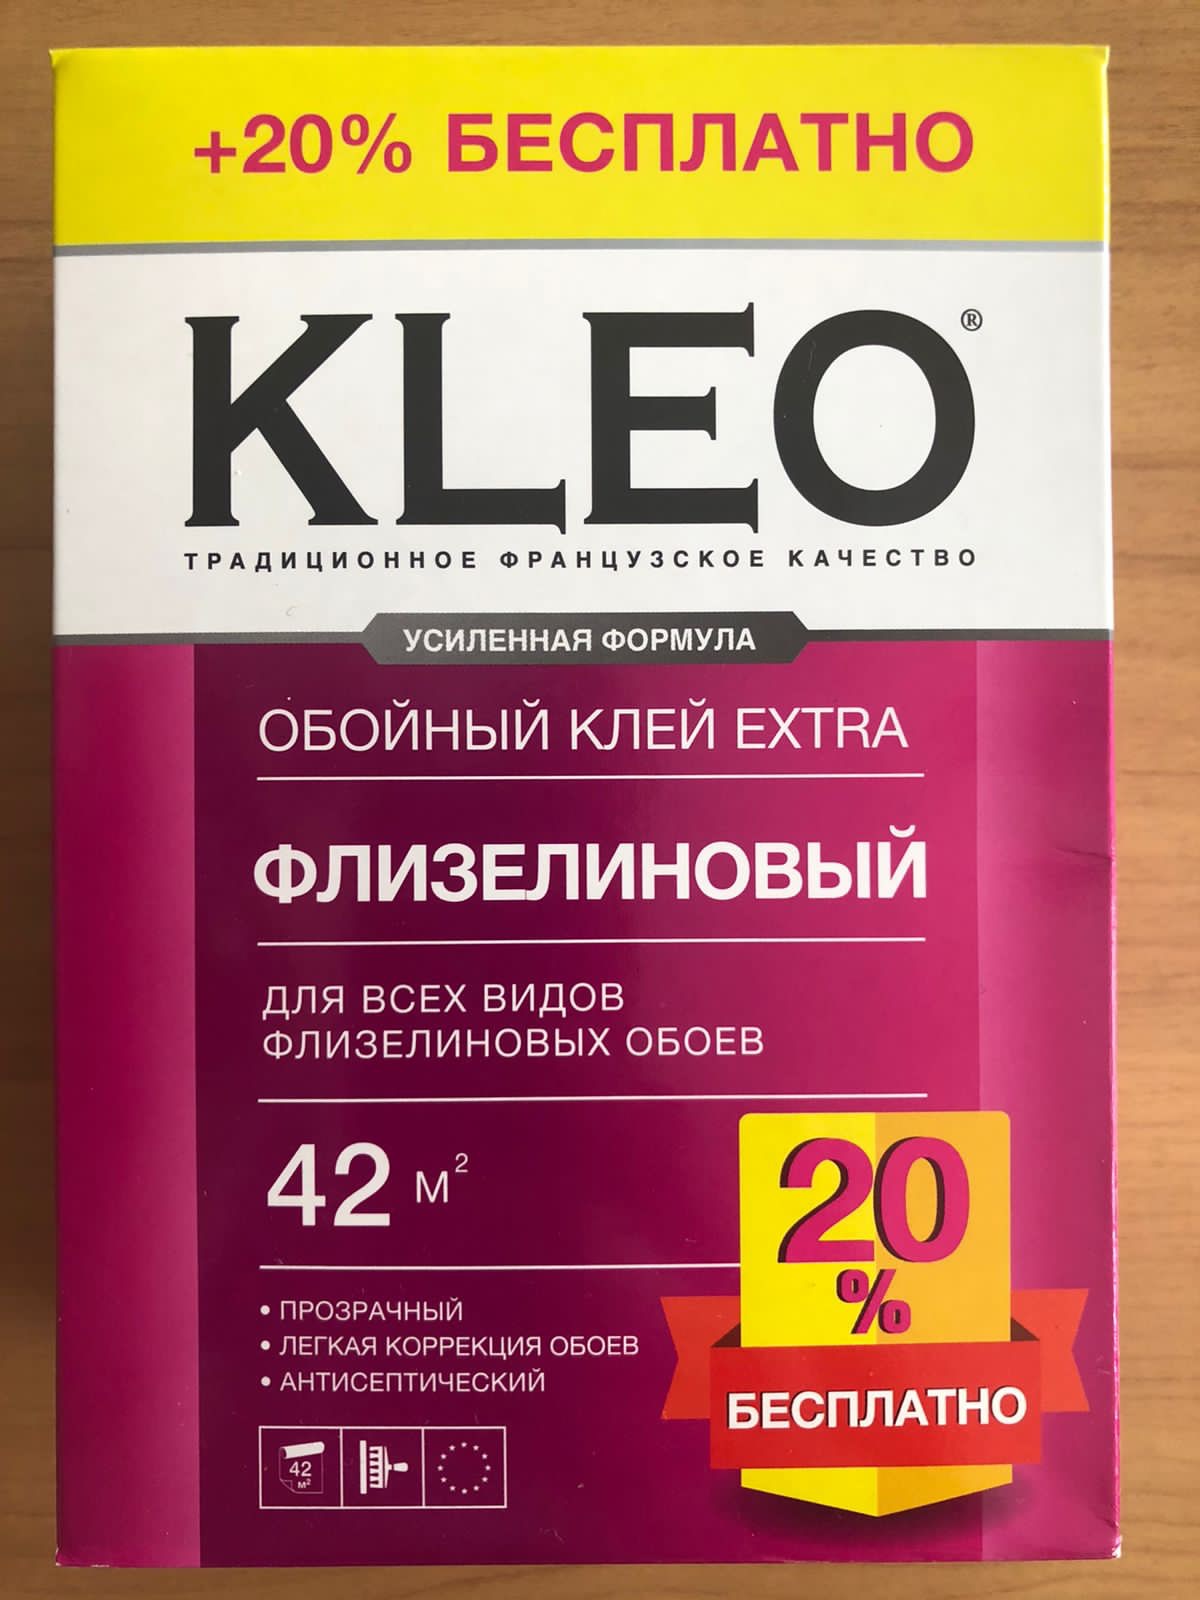 +20% БЕСПЛАТНО
KLEO®
ТРАДИЦИОННОЕ ФРАНЦУЗСКОЕ КАЧЕСТВО
УСИЛЕННАЯ ФОРМУЛА
ОБОЙНЫЙ КЛЕЙ EXTRA
ФЛИЗЕЛИНОВЫЙ
ДЛЯ ВСЕХ ВИДОВ
ФЛИЗЕЛИНОВЫХ ОБОЕВ
42 м²
• ПРОЗРАЧНЫЙ
• ЛЕГКАЯ КОРРЕКЦИЯ ОБОЕВ
• АНТИСЕПТИЧЕСКИЙ
42
м²
20
%
БЕСПЛАТНО